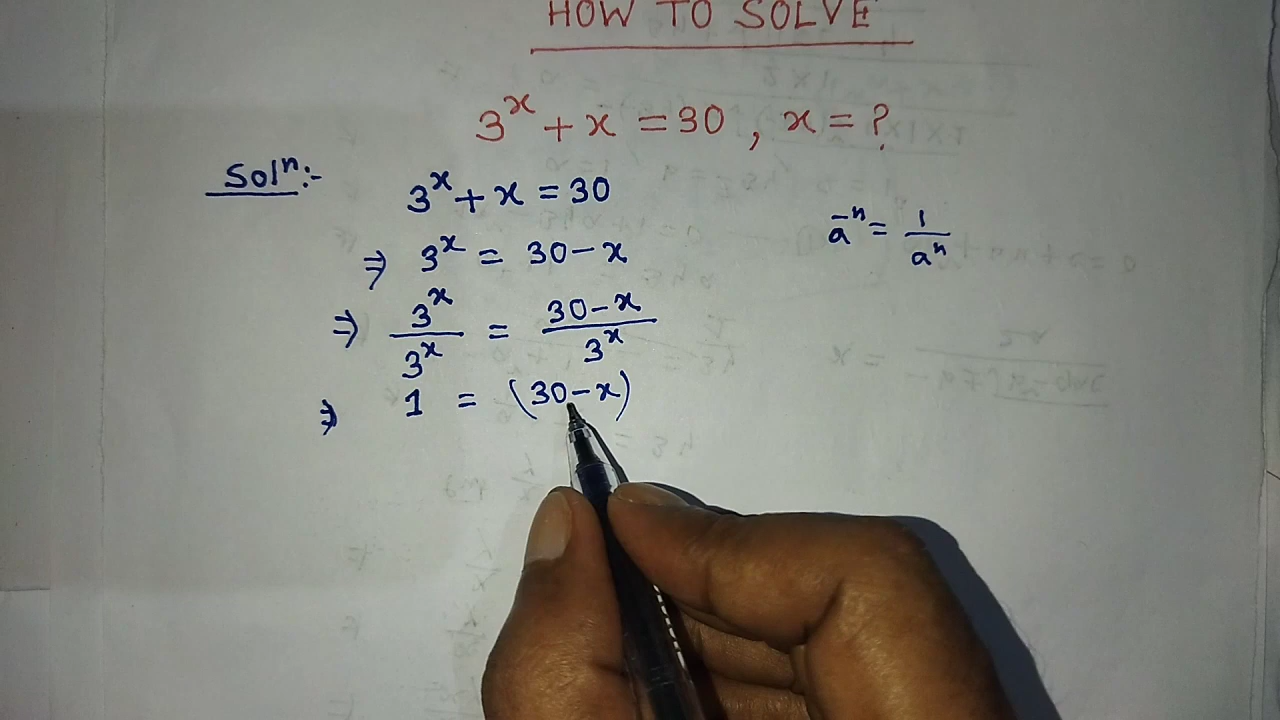 HOW TO SOLVE
3^x + x = 30 , x = ?
Solⁿ:-
3^x + x = 30
⇒ 3^x = 30 - x
a^-n = 1/a^n
⇒ 3^x/3^x = (30 - x)/3^x
⇒ 1 = (30 - x)